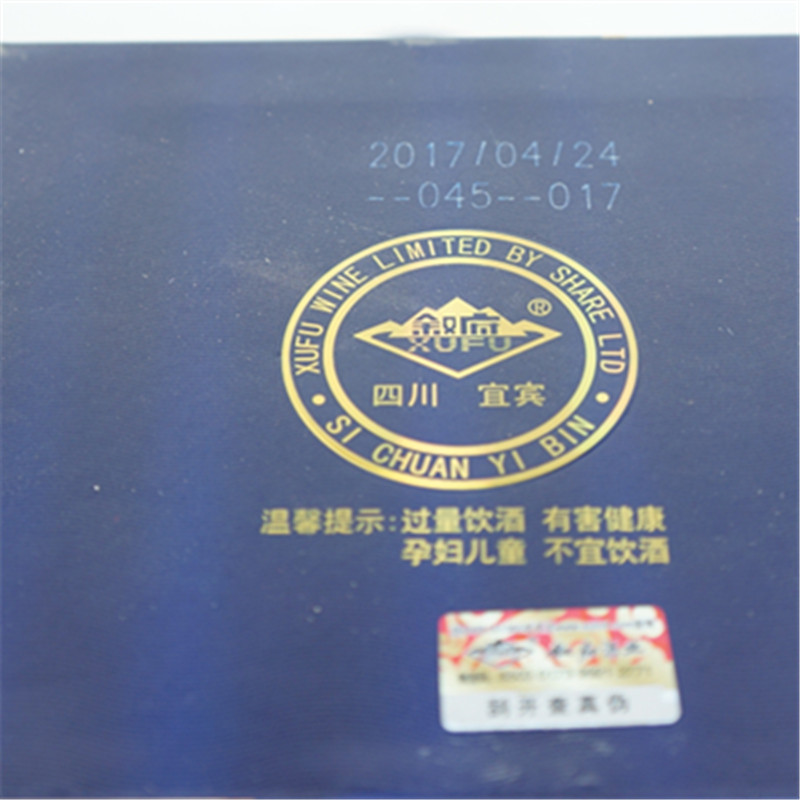 2017/04/24
--045--017
XUFU WINE LIMITED BY SHARE LTD
叙府®
XUFU
四川 宜宾
SI CHUAN YI BIN
温馨提示:过量饮酒 有害健康
孕妇儿童 不宜饮酒
刮开查真伪